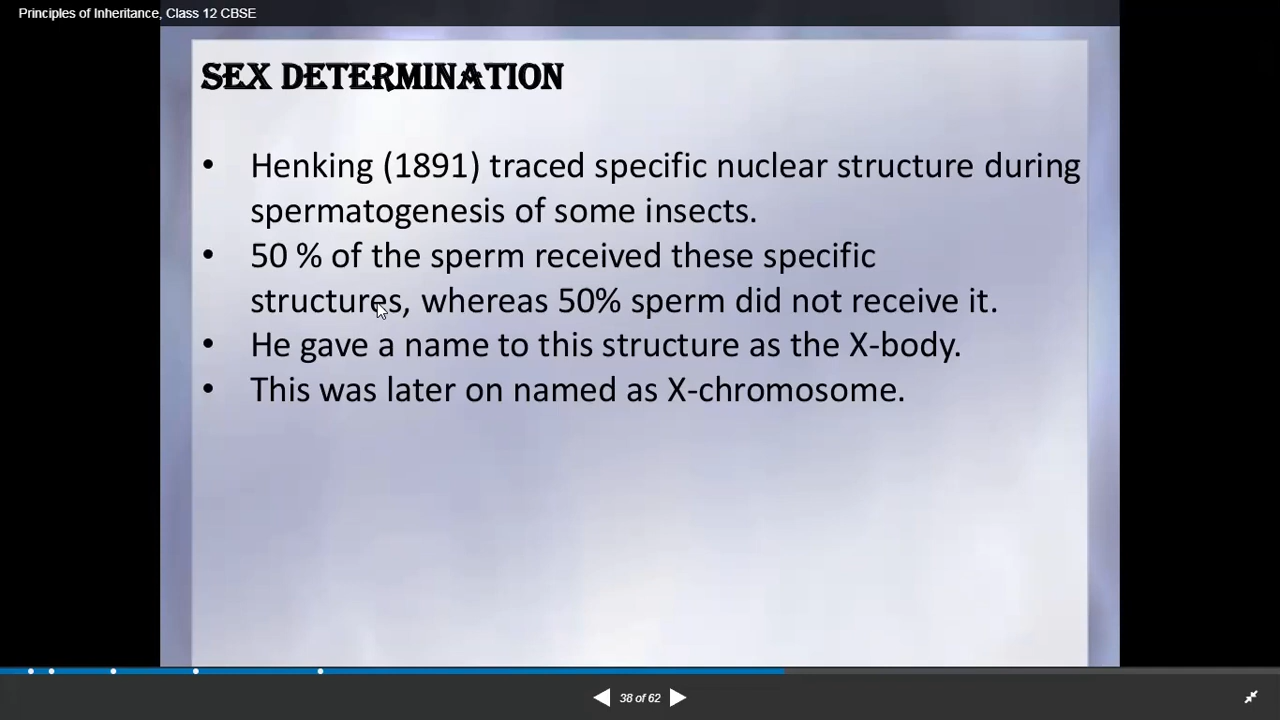 Principles of Inheritance, Class 12 CBSE
SEX DETERMINATION
• Henking (1891) traced specific nuclear structure during
spermatogenesis of some insects.
• 50 % of the sperm received these specific
structures, whereas 50% sperm did not receive it.
• He gave a name to this structure as the X-body.
• This was later on named as X-chromosome.
38 of 62